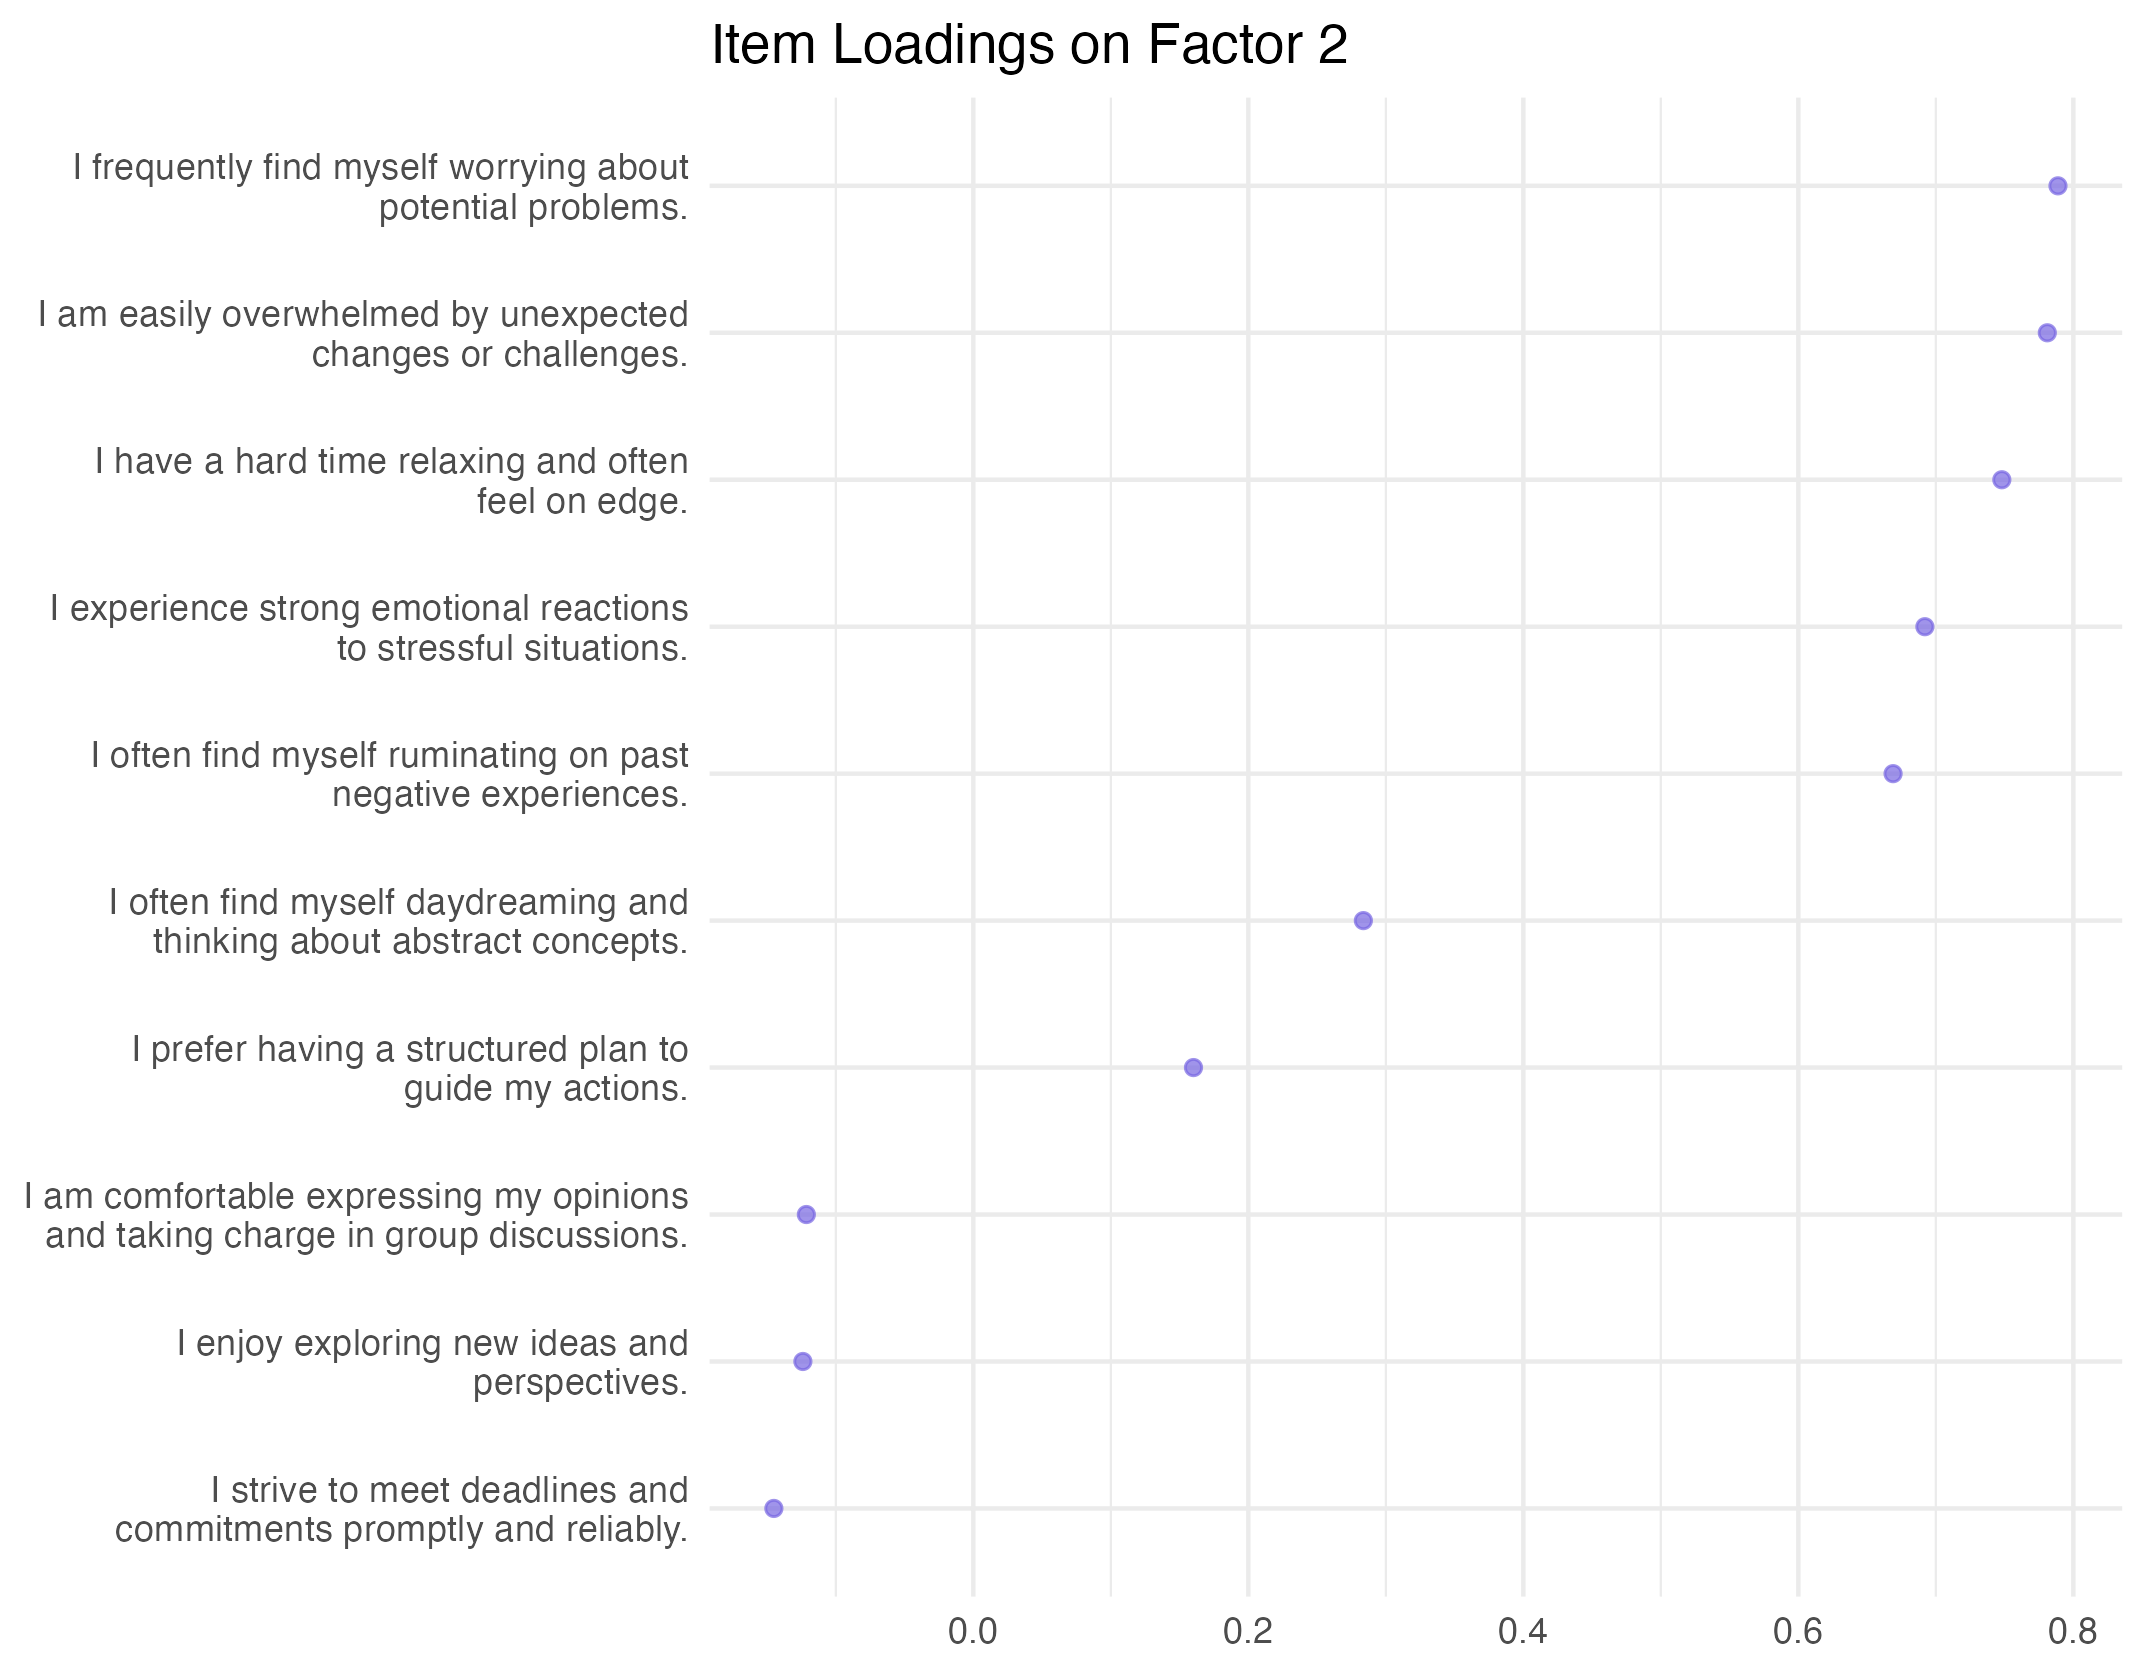 Item Loadings on Factor 2
I frequently find myself worrying about
potential problems.
I am easily overwhelmed by unexpected
changes or challenges.
I have a hard time relaxing and often
feel on edge.
I experience strong emotional reactions
to stressful situations.
I often find myself ruminating on past
negative experiences.
I often find myself daydreaming and
thinking about abstract concepts.
I prefer having a structured plan to
guide my actions.
I am comfortable expressing my opinions
and taking charge in group discussions.
I enjoy exploring new ideas and
perspectives.
I strive to meet deadlines and
commitments promptly and reliably.
0.0 0.2 0.4 0.6 0.8